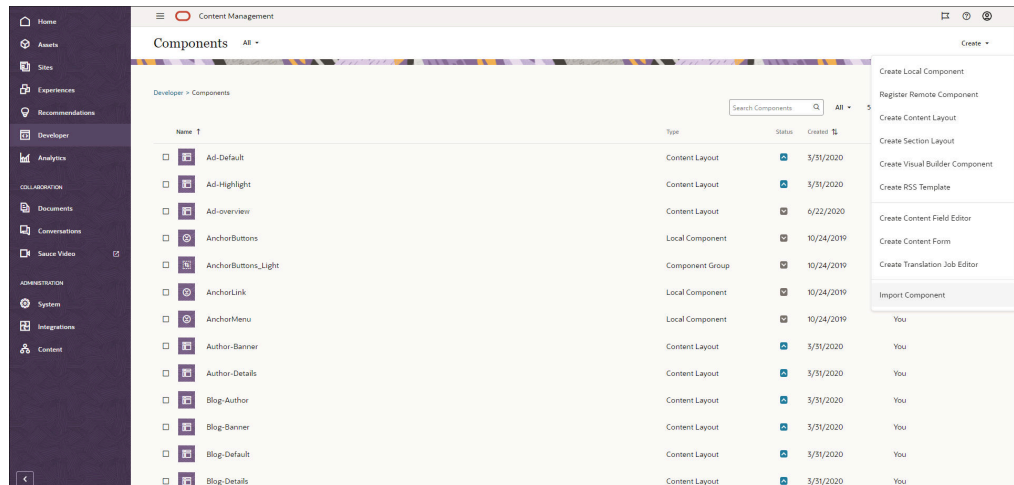 Home
Assets
Sites
Experiences
Recommendations
Developer
Analytics
COLLABORATION
Documents
Conversations
Sauce Video
ADMINISTRATION
System
Integrations
Content
Content Management
Components All
Create
Developer > Components
Search Components All 5
Name Type Status Created
Ad-Default Content Layout 3/31/2020
Ad-Highlight Content Layout 3/31/2020
Ad-overview Content Layout 6/22/2020
AnchorButtons Local Component 10/24/2019
AnchorButtons_Light Component Group 10/24/2019
AnchorLink Local Component 10/24/2019
AnchorMenu Local Component 10/24/2019 You
Author-Banner Content Layout 3/31/2020 You
Author-Details Content Layout 3/31/2020 You
Blog-Author Content Layout 3/31/2020 You
Blog-Banner Content Layout 3/31/2020 You
Blog-Default Content Layout 3/31/2020 You
Blog-Details Content Layout 3/31/2020 You
Create Local Component
Register Remote Component
Create Content Layout
Create Section Layout
Create Visual Builder Component
Create RSS Template
Create Content Field Editor
Create Content Form
Create Translation Job Editor
Import Component